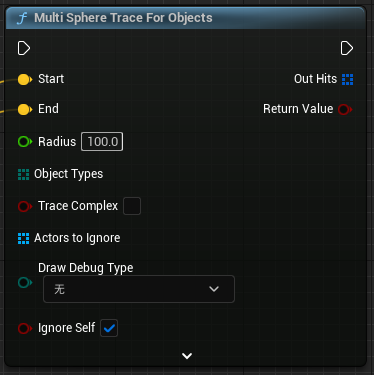 Multi Sphere Trace For Objects
Start
Out Hits
End
Return Value
Radius 100.0
Object Types
Trace Complex
Actors to Ignore
Draw Debug Type
无
Ignore Self